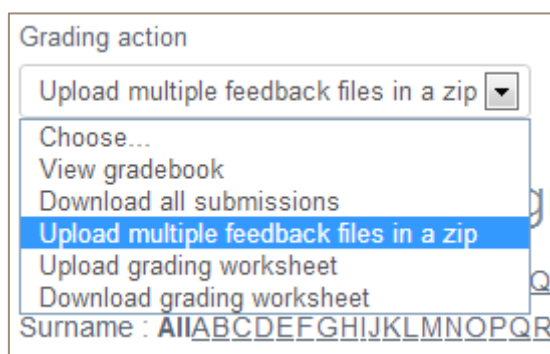 Grading action
Upload multiple feedback files in a zip
Choose...
View gradebook
Download all submissions
Upload multiple feedback files in a zip
Upload grading worksheet
Download grading worksheet
Surname : AllABCDEFGHIJKLMNOPQR